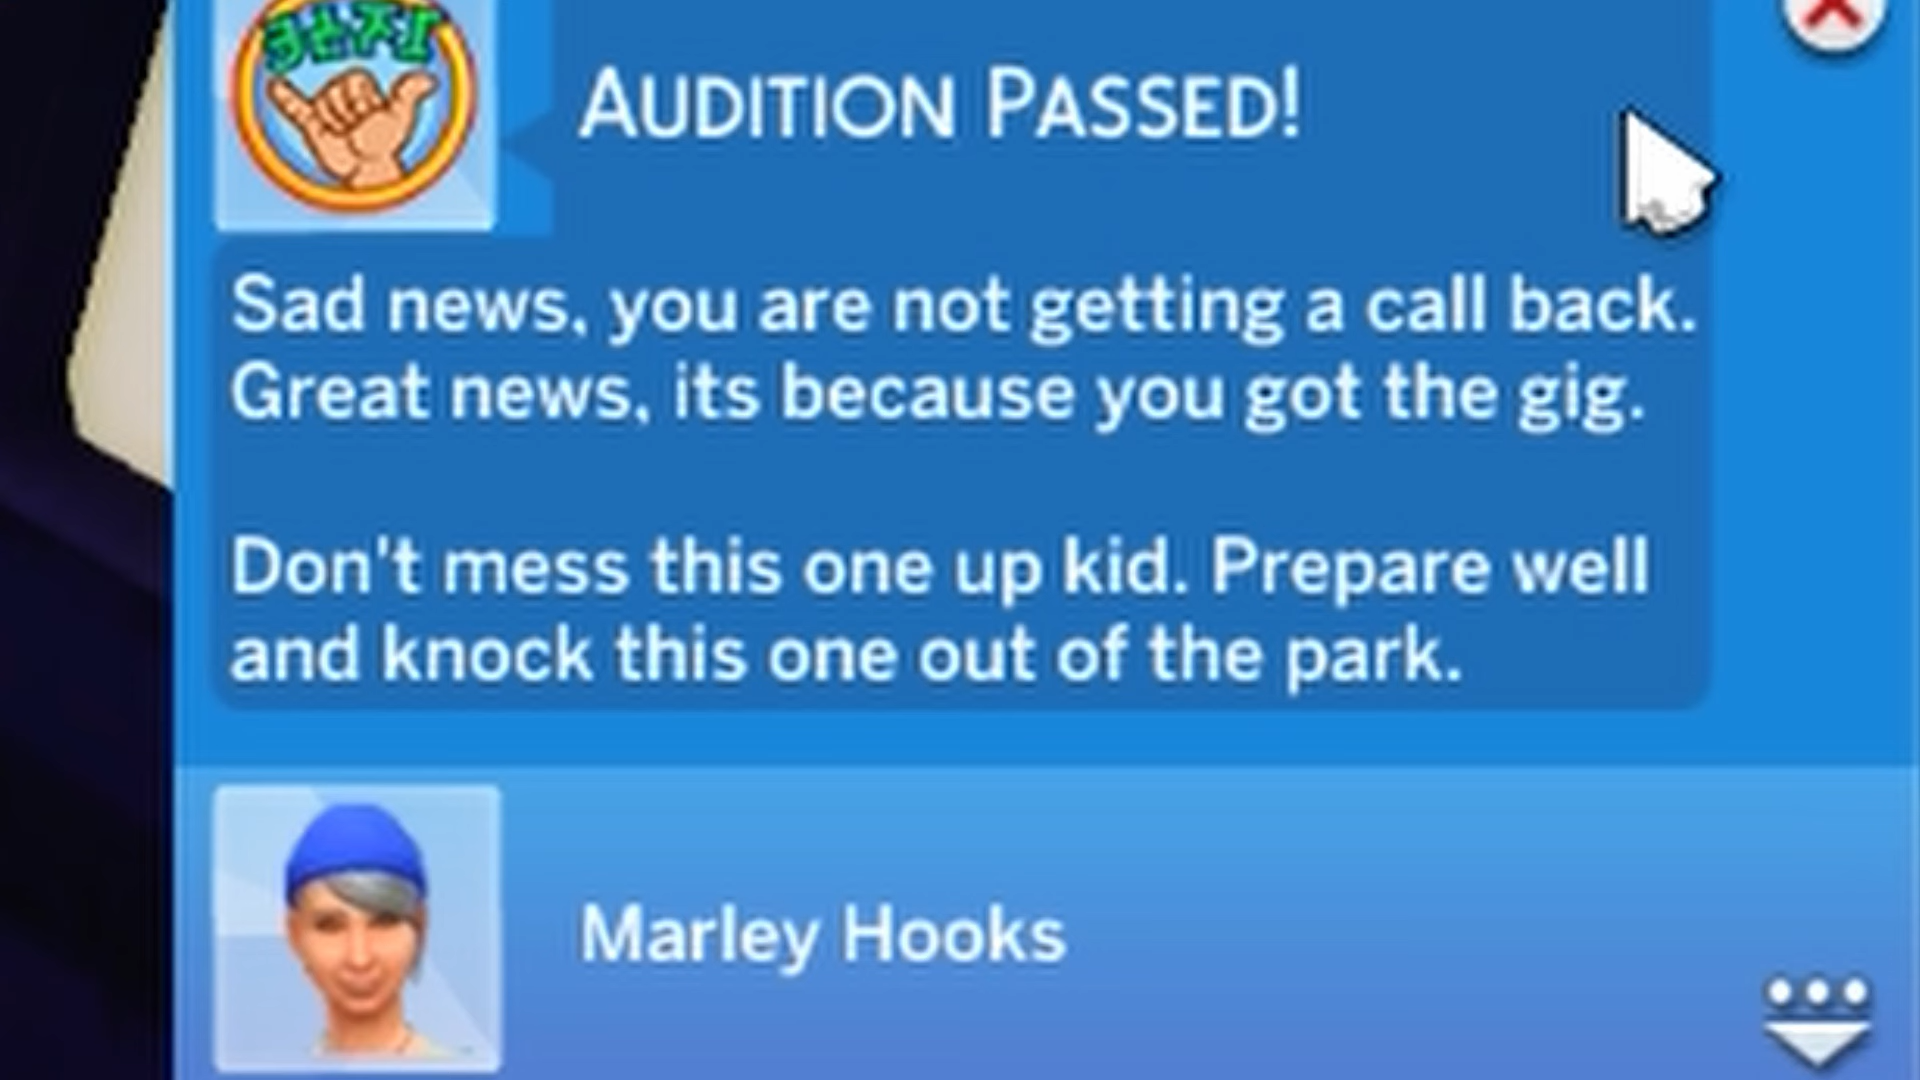 AUDITION PASSED!
Sad news, you are not getting a call back.
Great news, its because you got the gig.
Don't mess this one up kid. Prepare well
and knock this one out of the park.
Marley Hooks